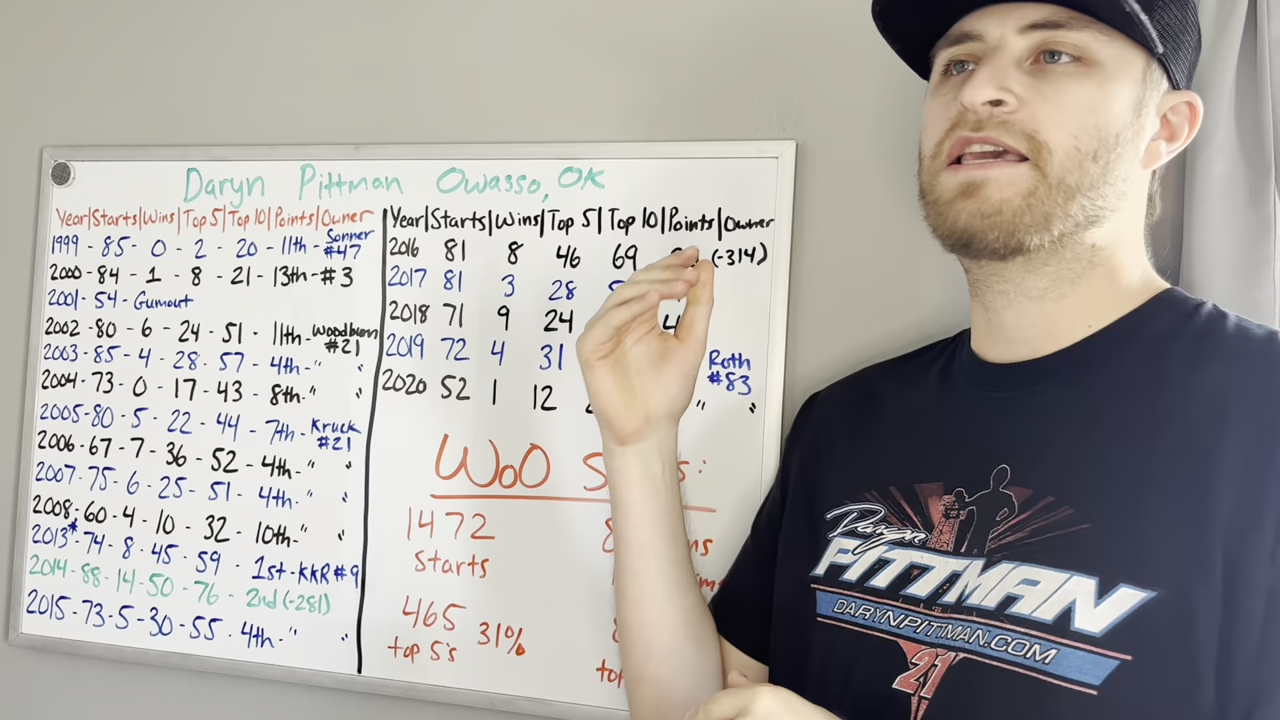 Daryn Pittman Owasso, OK
Year|Starts|Wins|Top 5|Top 10|Points|Owner
1999 - 85 - 0 - 2 - 20 - 11th - Sonner #47
2000 - 84 - 1 - 8 - 21 - 13th - #3
2001 - 54 - Gumout
2002 - 80 - 6 - 24 - 51 - 11th - Woodburn #21
2003 - 85 - 4 - 28 - 57 - 4th - " "
2004 - 73 - 0 - 17 - 43 - 8th - " "
2005 - 80 - 5 - 22 - 44 - 7th - Kruck #21
2006 - 67 - 7 - 36 - 52 - 4th - " "
2007 - 75 - 6 - 25 - 51 - 4th - " "
2008 - 60 - 4 - 10 - 32 - 10th - " "
2013* - 74 - 8 - 45 - 59 - 1st - KKR #9
2014 - 88 - 14 - 50 - 76 - 2nd (-281)
2015 - 73 - 5 - 30 - 55 - 4th - " "
Year|Starts|Wins|Top 5|Top 10|Points|Owner
2016 81 8 46 69 (-314)
2017 81 3 28
2018 71 9 24 4
2019 72 4 31 Roth #83
2020 52 1 12 " "
WoO S s:
1472
Starts
465 31%
top 5's
Daryn
PITTMAN
DARYNPITTMAN.COM
21